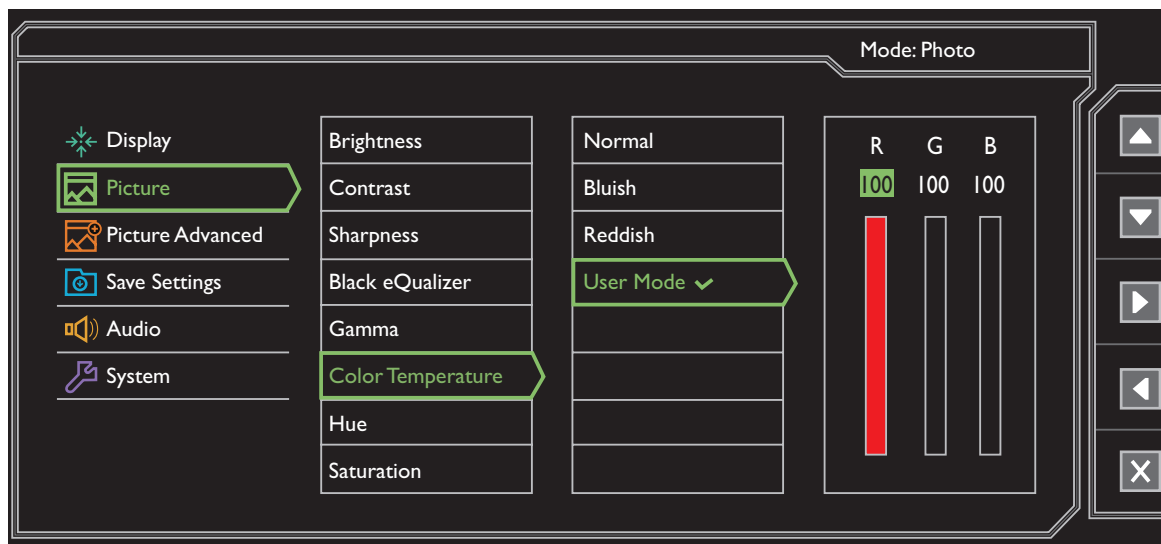 Mode: Photo
Display
Picture
Picture Advanced
Save Settings
Audio
System
Brightness
Contrast
Sharpness
Black eQualizer
Gamma
Color Temperature
Hue
Saturation
Normal
Bluish
Reddish
User Mode
R G B
100 100 100